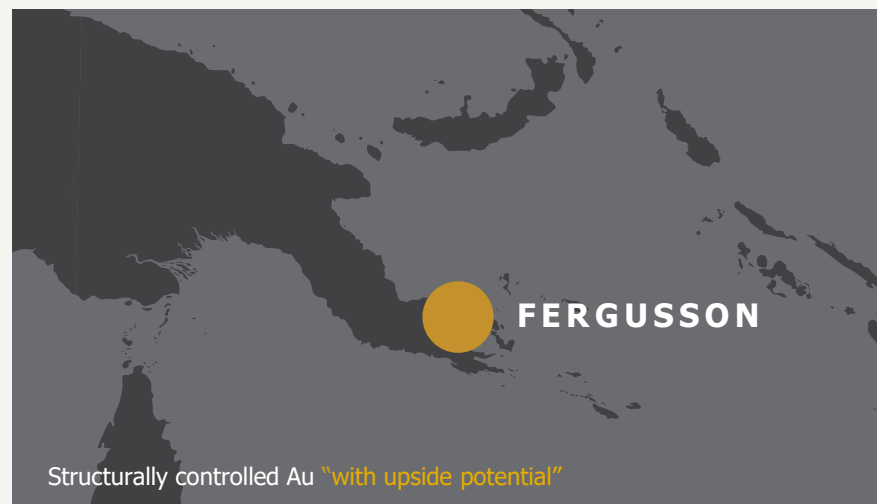 FERGUSSON
Structurally controlled Au “with upside potential”